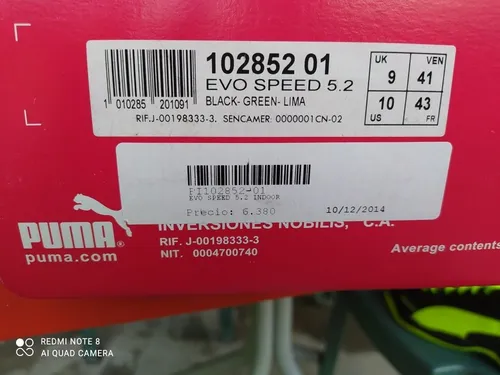 102852 01
EVO SPEED 5.2
BLACK- GREEN- LIMA
1 010285 201091
RIF.J-00198333-3. SENCAMER 0000001CN-02
UK VEN
9 41
10 43
US FR
PI102852-01
EVO SPEED 5.2 INDOOR
Precio: 6.380
10/12/2014
PUMA
puma.com
INVERSIONES NOBILIS, C.A.
RIF. J-00198333-3
NIT. 0004700740
Average contents
REDMI NOTE 8
AI QUAD CAMERA